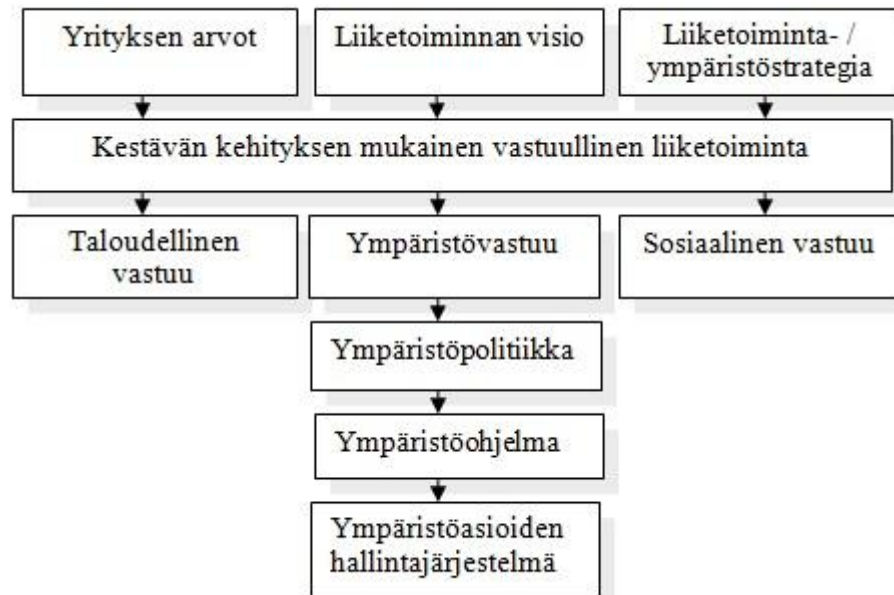 Yrityksen arvot
Liiketoiminnan visio
Liiketoiminta- /
ympäristöstrategia
Kestävän kehityksen mukainen vastuullinen liiketoiminta
Taloudellinen
vastuu
Ympäristövastuu
Sosiaalinen vastuu
Ympäristöpolitiikka
Ympäristöohjelma
Ympäristöasioiden
hallintajärjestelmä